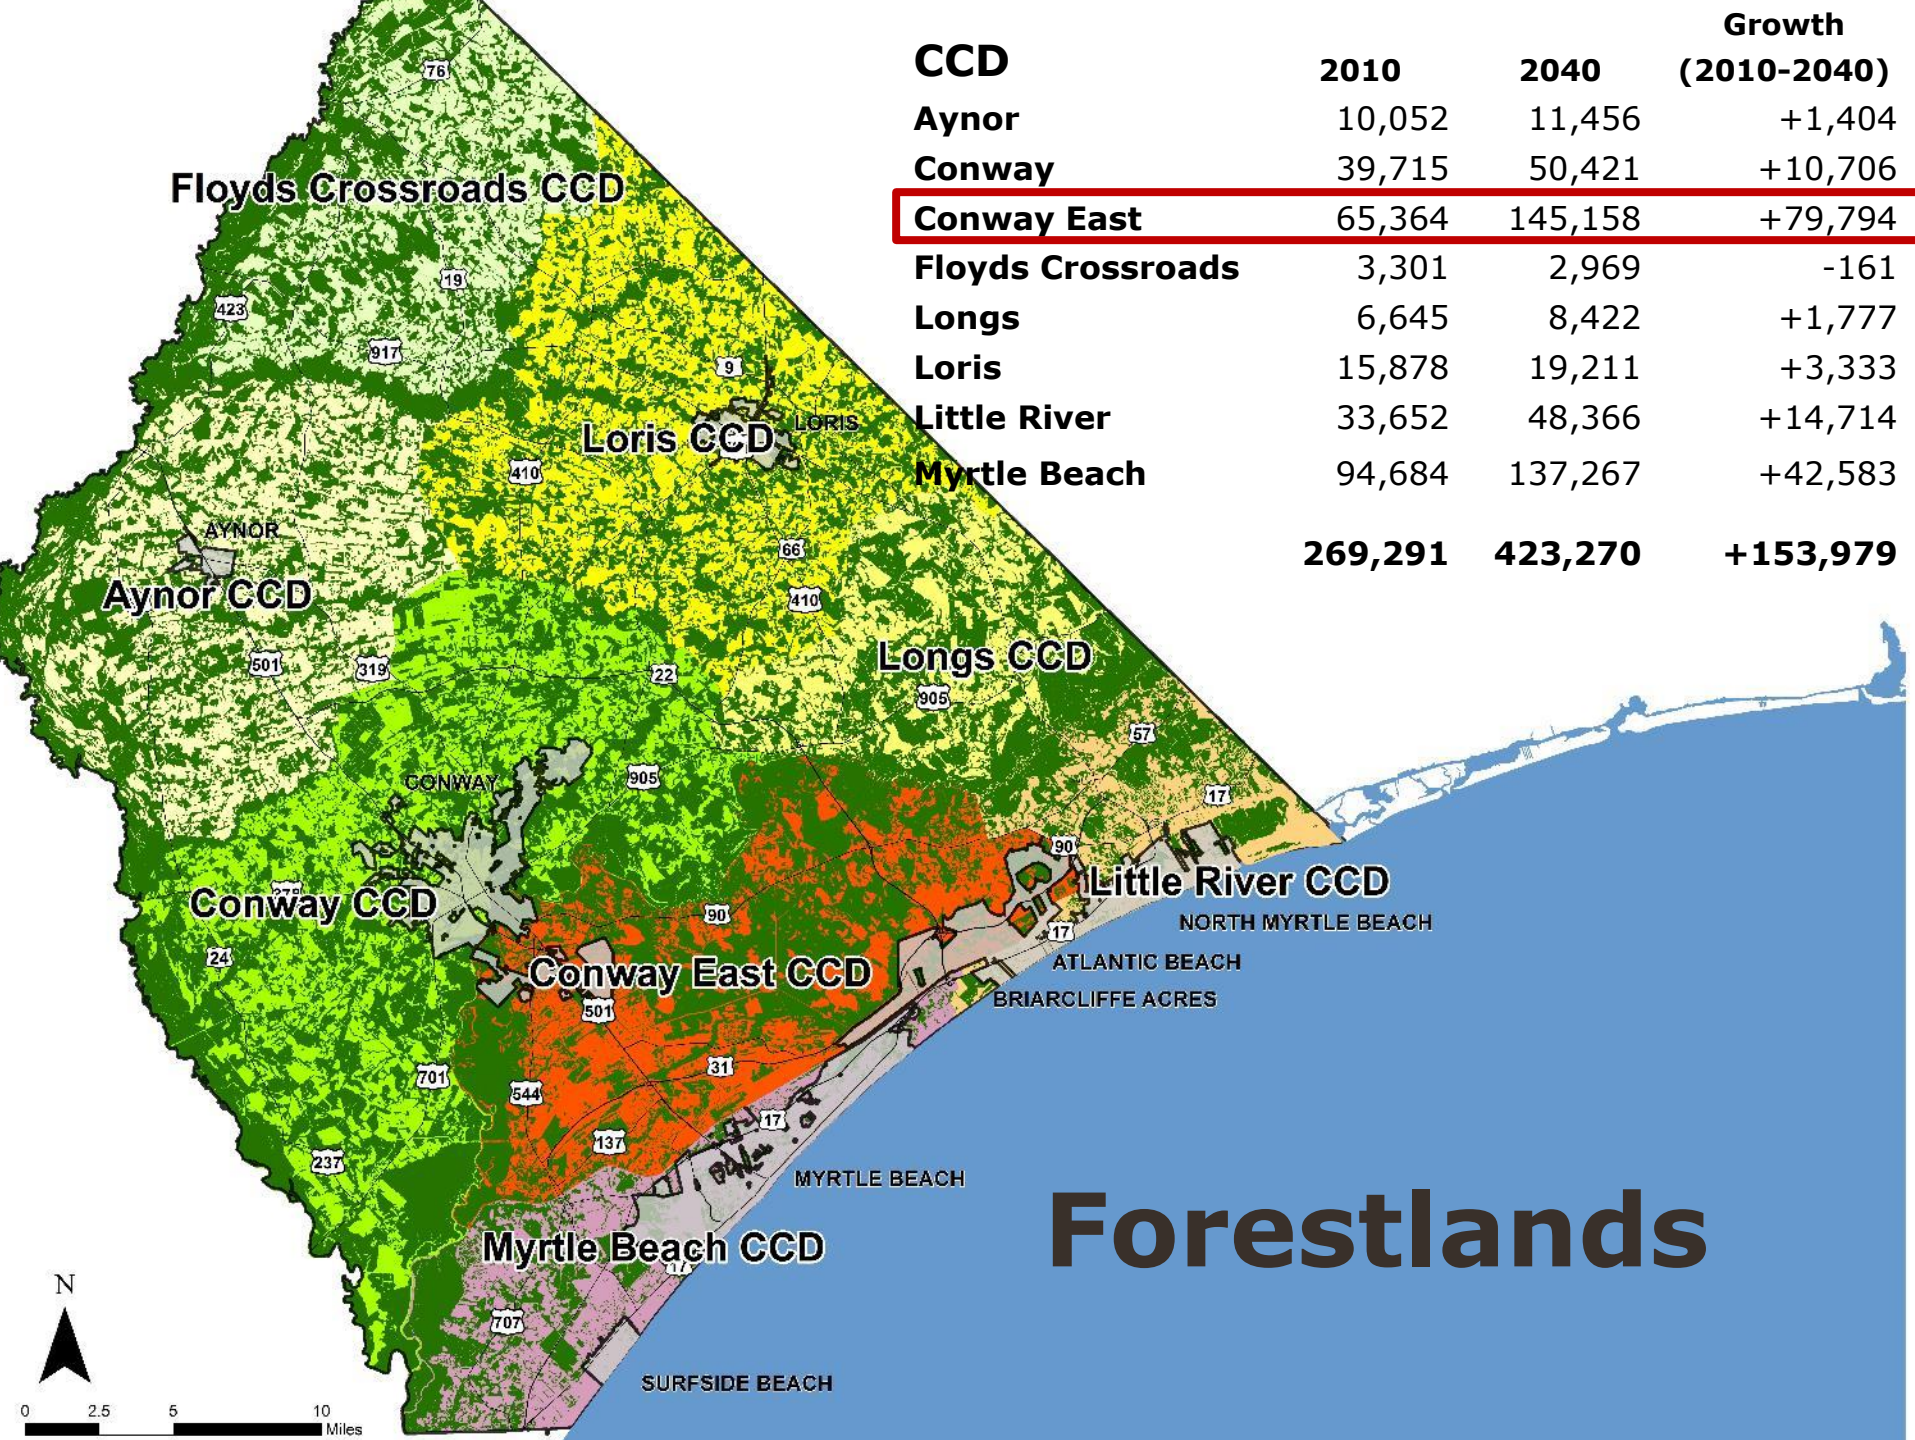 Growth
CCD 2010 2040 (2010-2040)
Aynor 10,052 11,456 +1,404
Conway 39,715 50,421 +10,706
Conway East 65,364 145,158 +79,794
Floyds Crossroads 3,301 2,969 -161
Longs 6,645 8,422 +1,777
Loris 15,878 19,211 +3,333
Little River 33,652 48,366 +14,714
Myrtle Beach 94,684 137,267 +42,583
269,291 423,270 +153,979
76
Floyds Crossroads CCD
19
423
917
9
LORIS
Loris CCD
410
AYNOR
66
Aynor CCD
410
501
319
22
Longs CCD
905
57
CONWAY
905
17
90
Little River CCD
378
Conway CCD
90
NORTH MYRTLE BEACH
17
24
ATLANTIC BEACH
Conway East CCD
BRIARCLIFFE ACRES
501
31
701
544
17
137
237
MYRTLE BEACH
Forestlands
Myrtle Beach CCD
17
N
707
SURFSIDE BEACH
0 2.5 5 10
Miles